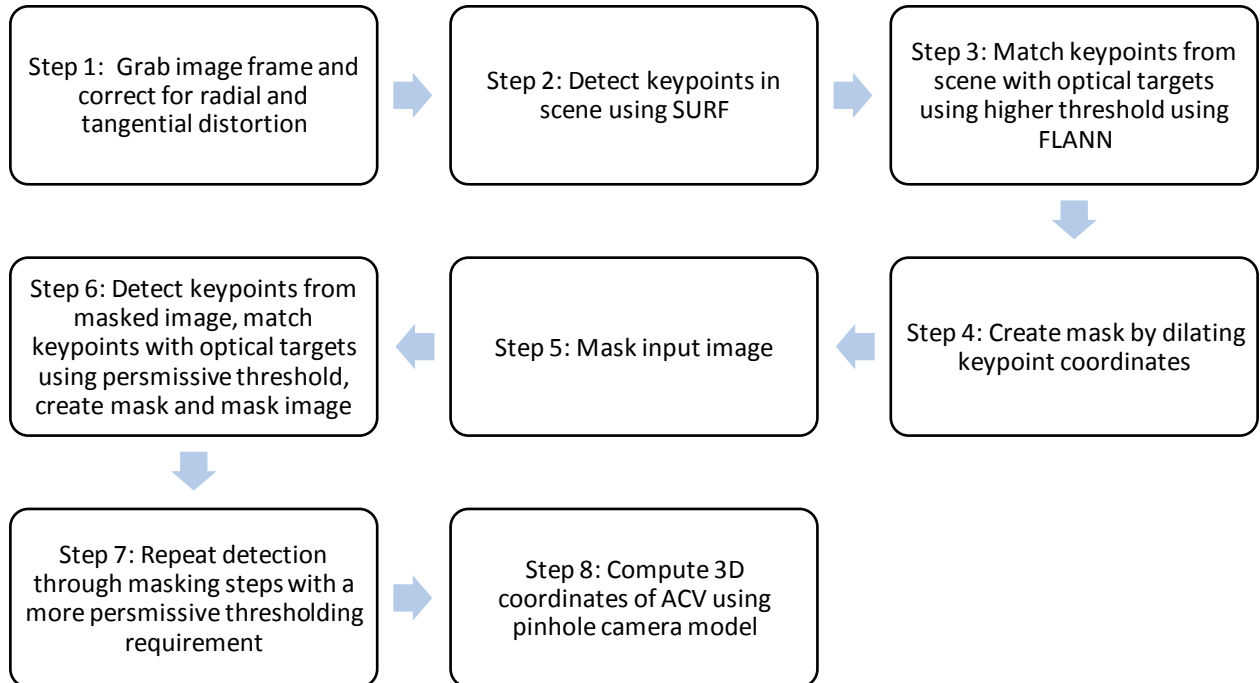 Step 1:  Grab image frame and
correct for radial and
tangential distortion
Step 2: Detect keypoints in
scene using SURF
Step 3: Match keypoints from
scene with optical targets
using higher threshold using
FLANN
Step 4: Create mask by dilating
keypoint coordinates
Step 5: Mask input image
Step 6: Detect keypoints from
masked image, match
keypoints with optical targets
using persmissive threshold,
create mask and mask image
Step 7: Repeat detection
through masking steps with a
more persmissive thresholding
requirement
Step 8: Compute 3D
coordinates of ACV using
pinhole camera model